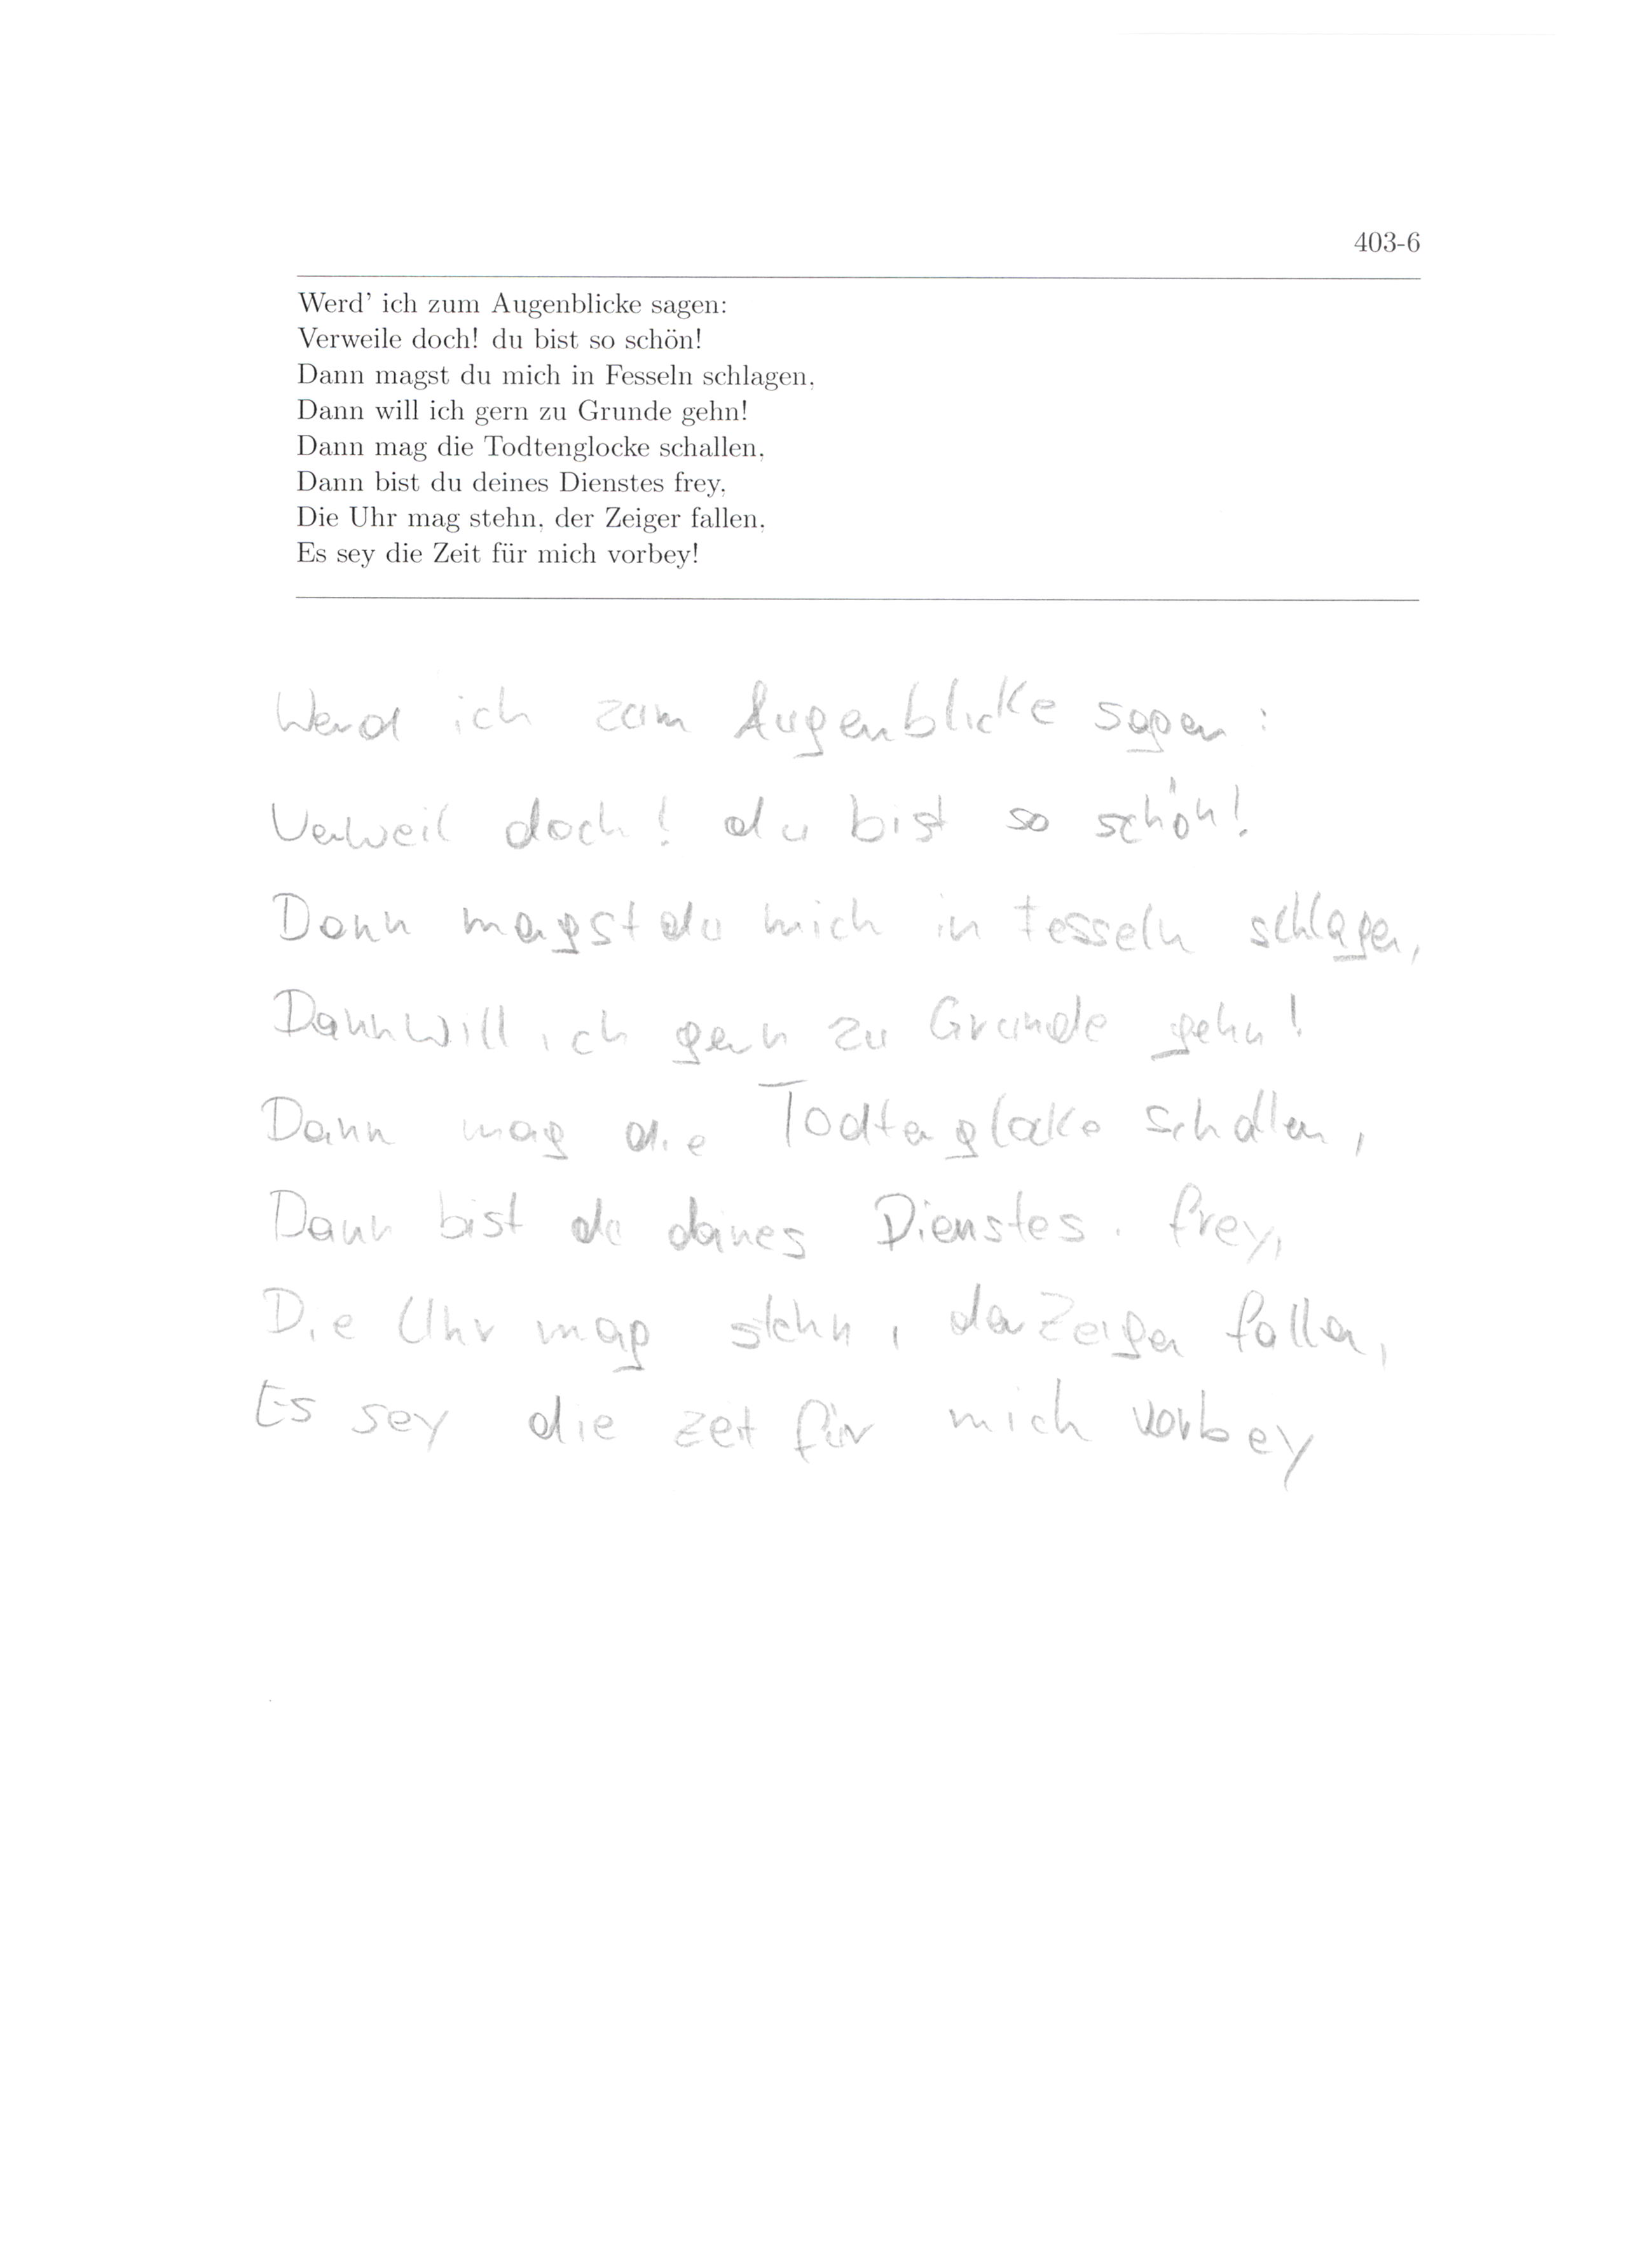 403-6
Werd' ich zum Augenblicke sagen:
Verweile doch! du bist so schön!
Dann magst du mich in Fesseln schlagen,
Dann will ich gern zu Grunde gehn!
Dann mag die Todtenglocke schallen,
Dann bist du deines Dienstes frey,
Die Uhr mag stehn, der Zeiger fallen,
Es sey die Zeit für mich vorbey!
Werd ich zum Augenblicke sagen:
Verweil doch! du bist so schön!
Dann magst du mich in Fesseln schlagen,
Dann will ich gern zu Grunde gehn!
Dann mag die Todtenglocke schallen,
Dann bist du deines Dienstes frey,
Die Uhr mag stehn, der Zeiger fallen,
Es sey die Zeit für mich vorbey